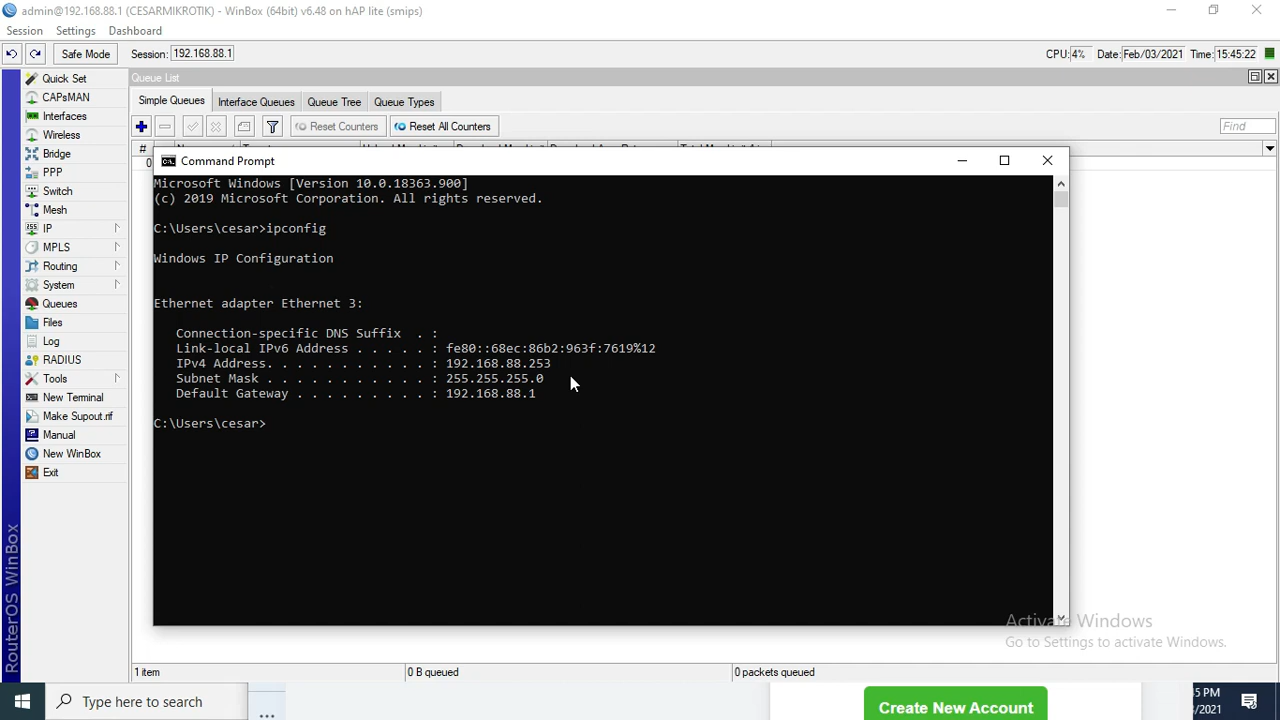 admin@192.168.88.1 (CESARMIKROTIK) - WinBox (64bit) v6.48 on hAP lite (smips)
Session Settings Dashboard
Safe Mode Session: 192.168.88.1 CPU: 4% Date: Feb/03/2021 Time: 15:45:22
Quick Set
CAPsMAN
Interfaces
Wireless
Bridge
PPP
Switch
Mesh
IP
MPLS
Routing
System
Queues
Files
Log
RADIUS
Tools
New Terminal
Make Supout.rif
Manual
New WinBox
Exit
RouterOS WinBox
Queue List
Simple Queues Interface Queues Queue Tree Queue Types
Reset Counters Reset All Counters Find
#
0
Command Prompt
Microsoft Windows [Version 10.0.18363.900]
(c) 2019 Microsoft Corporation. All rights reserved.
C:\Users\cesar>ipconfig
Windows IP Configuration
Ethernet adapter Ethernet 3:
Connection-specific DNS Suffix . :
Link-local IPv6 Address . . . . . : fe80::68ec:86b2:963f:7619%12
IPv4 Address. . . . . . . . . . . : 192.168.88.253
Subnet Mask . . . . . . . . . . . : 255.255.255.0
Default Gateway . . . . . . . . . : 192.168.88.1
C:\Users\cesar>
Activate Windows
Go to Settings to activate Windows.
1 item 0 B queued 0 packets queued
Type here to search
...
Create New Account
5 PM
/2021